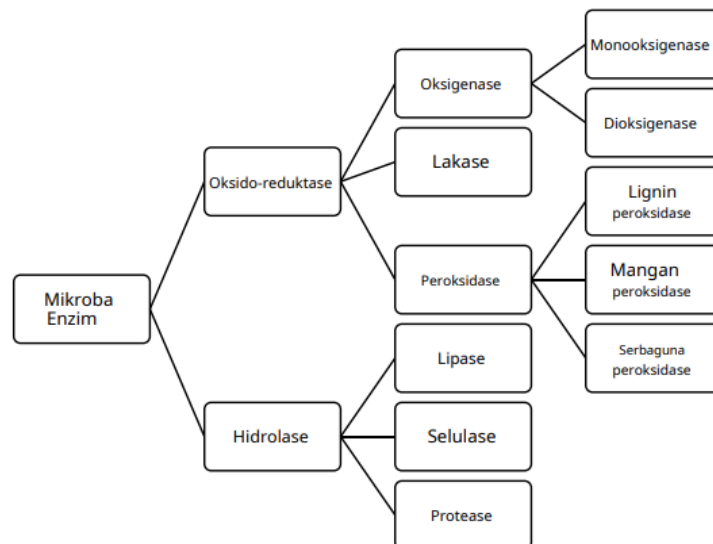 Monooksigenase
Oksigenase
Dioksigenase
Lakase
Oksido-reduktase
Lignin
peroksidase
Peroksidase
Mangan
peroksidase
Mikroba
Enzim
Serbaguna
peroksidase
Lipase
Hidrolase
Selulase
Protease